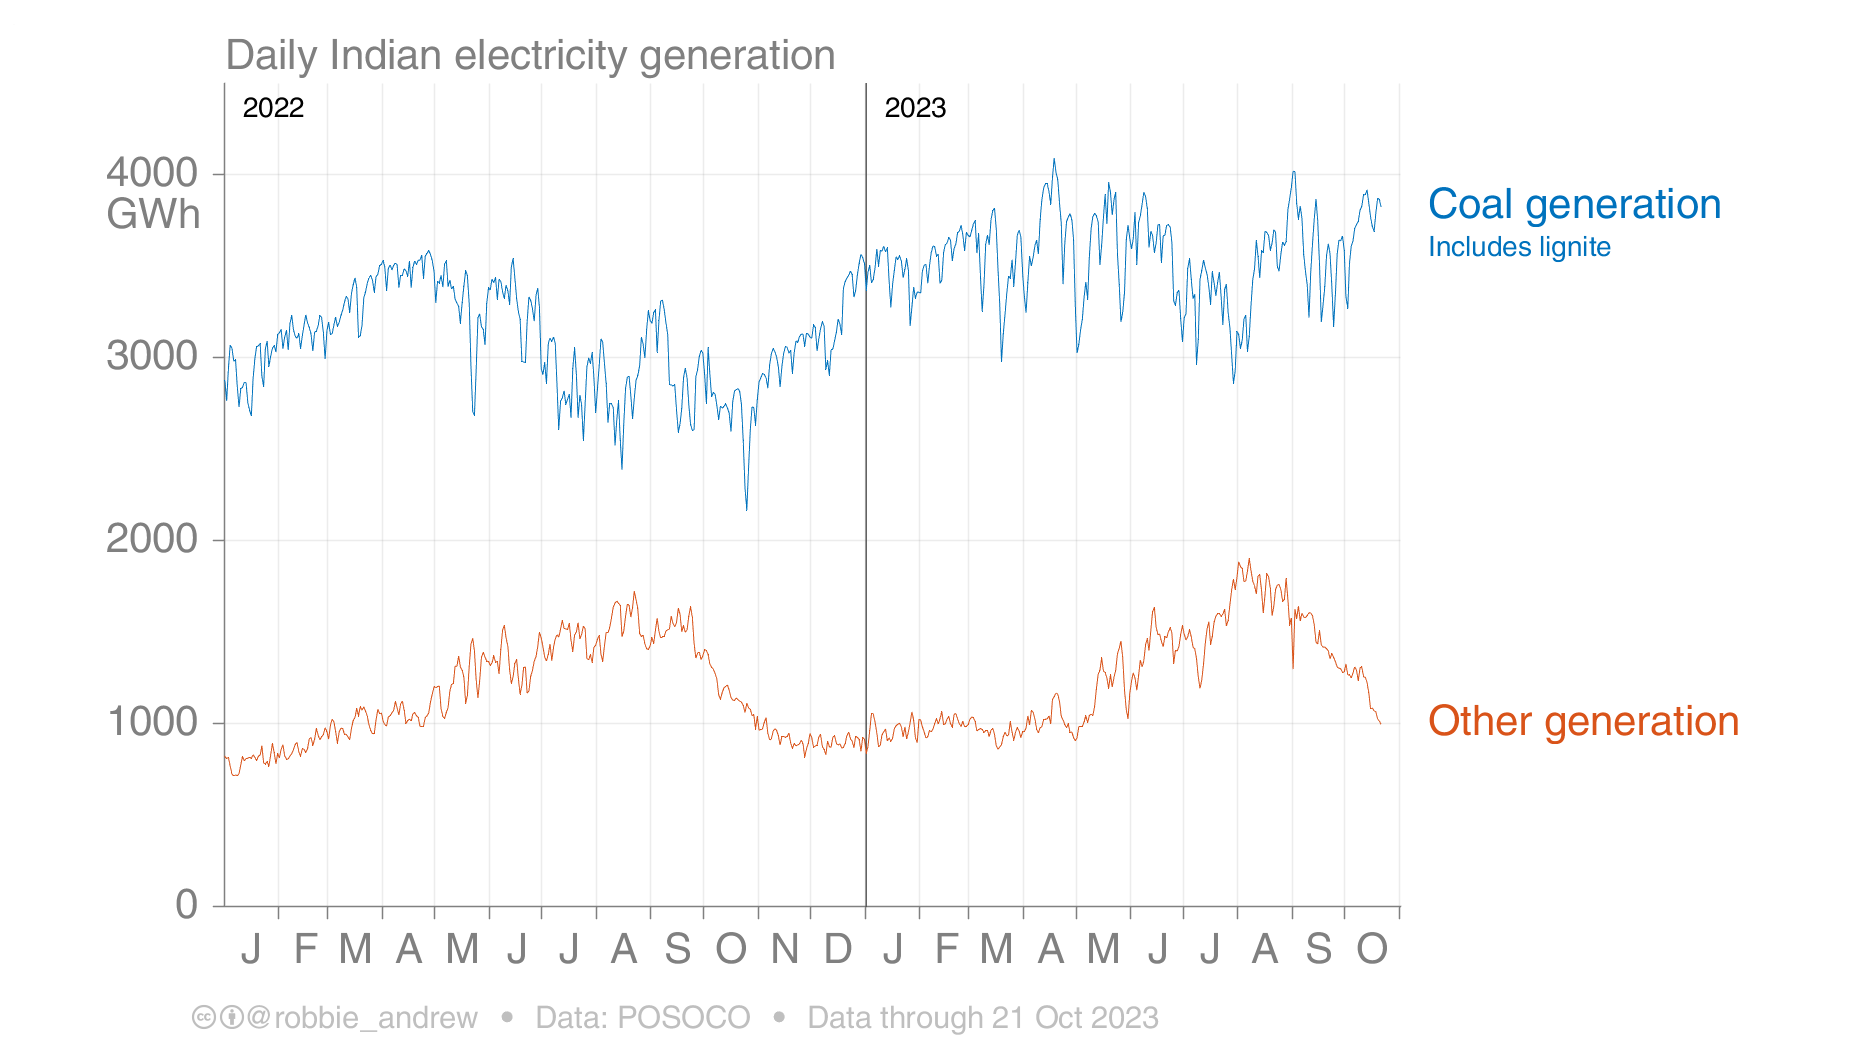 Daily Indian electricity generation
2022
2023
4000
GWh
3000
2000
1000
0
Coal generation
Includes lignite
Other generation
J F M A M J J A S O N D J F M A M J J A S O
cc @robbie_andrew • Data: POSOCO • Data through 21 Oct 2023